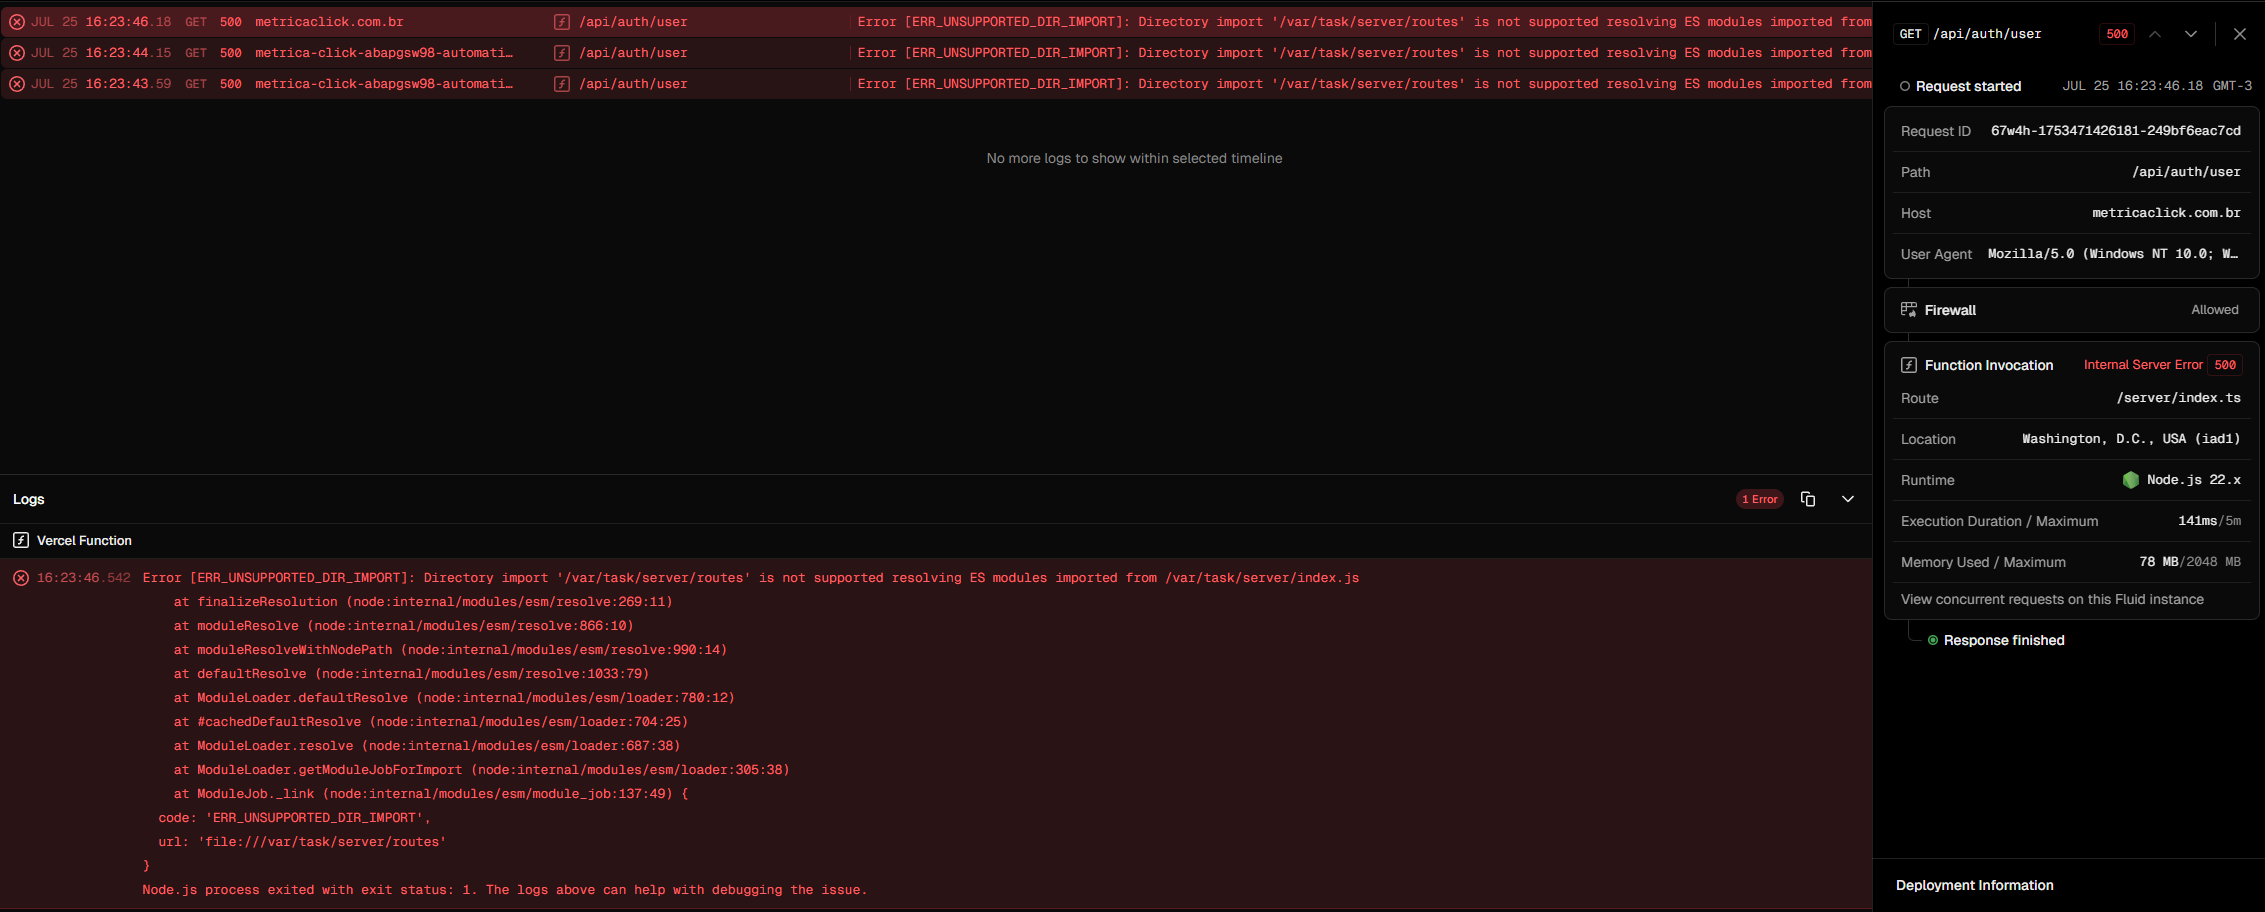 JUL 25 16:23:46.18 GET 500 metricaclick.com.br /api/auth/user Error [ERR_UNSUPPORTED_DIR_IMPORT]: Directory import '/var/task/server/routes' is not supported resolving ES modules imported from
JUL 25 16:23:44.15 GET 500 metrica-click-abapgsw98-automati… /api/auth/user Error [ERR_UNSUPPORTED_DIR_IMPORT]: Directory import '/var/task/server/routes' is not supported resolving ES modules imported from
JUL 25 16:23:43.59 GET 500 metrica-click-abapgsw98-automati… /api/auth/user Error [ERR_UNSUPPORTED_DIR_IMPORT]: Directory import '/var/task/server/routes' is not supported resolving ES modules imported from
No more logs to show within selected timeline
Logs 1 Error
Vercel Function
16:23:46.542 Error [ERR_UNSUPPORTED_DIR_IMPORT]: Directory import '/var/task/server/routes' is not supported resolving ES modules imported from /var/task/server/index.js
at finalizeResolution (node:internal/modules/esm/resolve:269:11)
at moduleResolve (node:internal/modules/esm/resolve:866:10)
at moduleResolveWithNodePath (node:internal/modules/esm/resolve:990:14)
at defaultResolve (node:internal/modules/esm/resolve:1033:79)
at ModuleLoader.defaultResolve (node:internal/modules/esm/loader:780:12)
at #cachedDefaultResolve (node:internal/modules/esm/loader:704:25)
at ModuleLoader.resolve (node:internal/modules/esm/loader:687:38)
at ModuleLoader.getModuleJobForImport (node:internal/modules/esm/loader:305:38)
at ModuleJob._link (node:internal/modules/esm/module_job:137:49) {
code: 'ERR_UNSUPPORTED_DIR_IMPORT',
url: 'file:///var/task/server/routes'
}
Node.js process exited with exit status: 1. The logs above can help with debugging the issue.
GET /api/auth/user 500
Request started JUL 25 16:23:46.18 GMT-3
Request ID 67w4h-1753471426181-249bf6eac7cd
Path /api/auth/user
Host metricaclick.com.br
User Agent Mozilla/5.0 (Windows NT 10.0; W…
Firewall Allowed
Function Invocation Internal Server Error 500
Route /server/index.ts
Location Washington, D.C., USA (iad1)
Runtime Node.js 22.x
Execution Duration / Maximum 141ms/5m
Memory Used / Maximum 78 MB/2048 MB
View concurrent requests on this Fluid instance
Response finished
Deployment Information